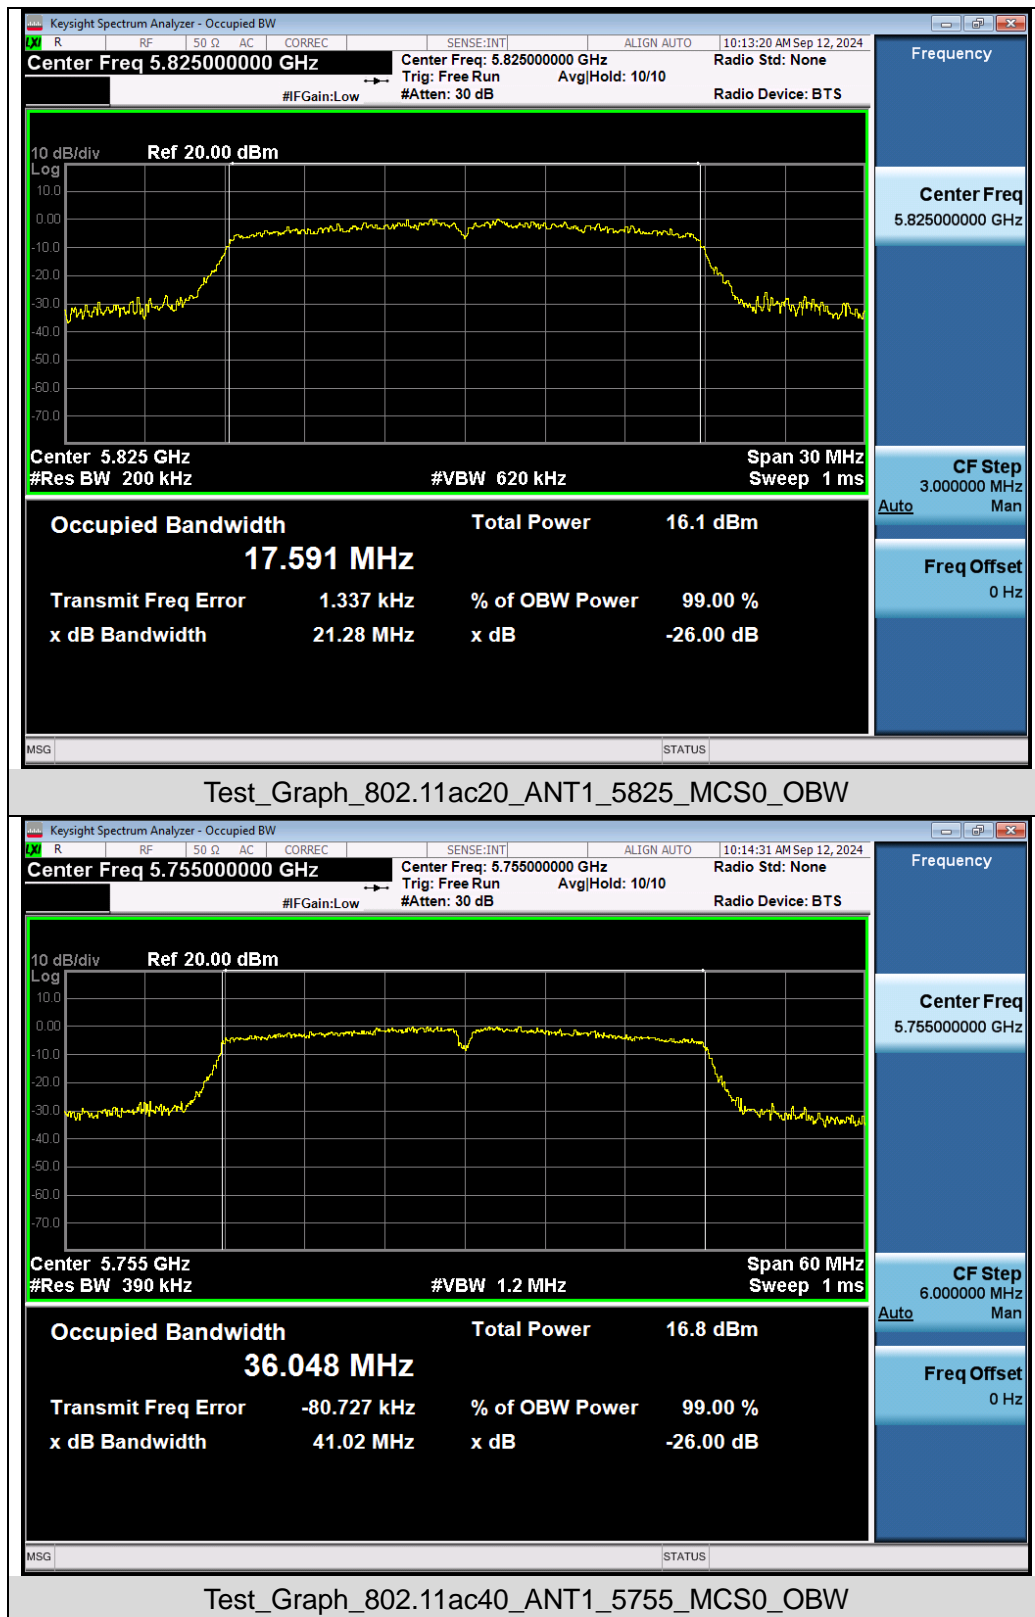 Keysight Spectrum Analyzer - Occupied BW
LXI R RF 50 Ω AC CORREC SENSE:INT ALIGN AUTO 10:13:20 AM Sep 12, 2024
Center Freq 5.825000000 GHz
Center Freq: 5.825000000 GHz
Radio Std: None
Trig: Free Run Avg|Hold: 10/10
#IFGain:Low
#Atten: 30 dB
Radio Device: BTS
Frequency
10 dB/div Ref 20.00 dBm
Log
10.0
0.00
-10.0
-20.0
-30.0
-40.0
-50.0
-60.0
-70.0
Center 5.825 GHz Span 30 MHz
#Res BW 200 kHz #VBW 620 kHz Sweep 1 ms
Center Freq
5.825000000 GHz
CF Step
3.000000 MHz
Auto Man
Freq Offset
0 Hz
Occupied Bandwidth Total Power 16.1 dBm
17.591 MHz
Transmit Freq Error 1.337 kHz % of OBW Power 99.00 %
x dB Bandwidth 21.28 MHz x dB -26.00 dB
MSG STATUS
Test_Graph_802.11ac20_ANT1_5825_MCS0_OBW
Keysight Spectrum Analyzer - Occupied BW
LXI R RF 50 Ω AC CORREC SENSE:INT ALIGN AUTO 10:14:31 AM Sep 12, 2024
Center Freq 5.755000000 GHz
Center Freq: 5.755000000 GHz
Radio Std: None
Trig: Free Run Avg|Hold: 10/10
#IFGain:Low
#Atten: 30 dB
Radio Device: BTS
Frequency
10 dB/div Ref 20.00 dBm
Log
10.0
0.00
-10.0
-20.0
-30.0
-40.0
-50.0
-60.0
-70.0
Center 5.755 GHz Span 60 MHz
#Res BW 390 kHz #VBW 1.2 MHz Sweep 1 ms
Center Freq
5.755000000 GHz
CF Step
6.000000 MHz
Auto Man
Freq Offset
0 Hz
Occupied Bandwidth Total Power 16.8 dBm
36.048 MHz
Transmit Freq Error -80.727 kHz % of OBW Power 99.00 %
x dB Bandwidth 41.02 MHz x dB -26.00 dB
MSG STATUS
Test_Graph_802.11ac40_ANT1_5755_MCS0_OBW